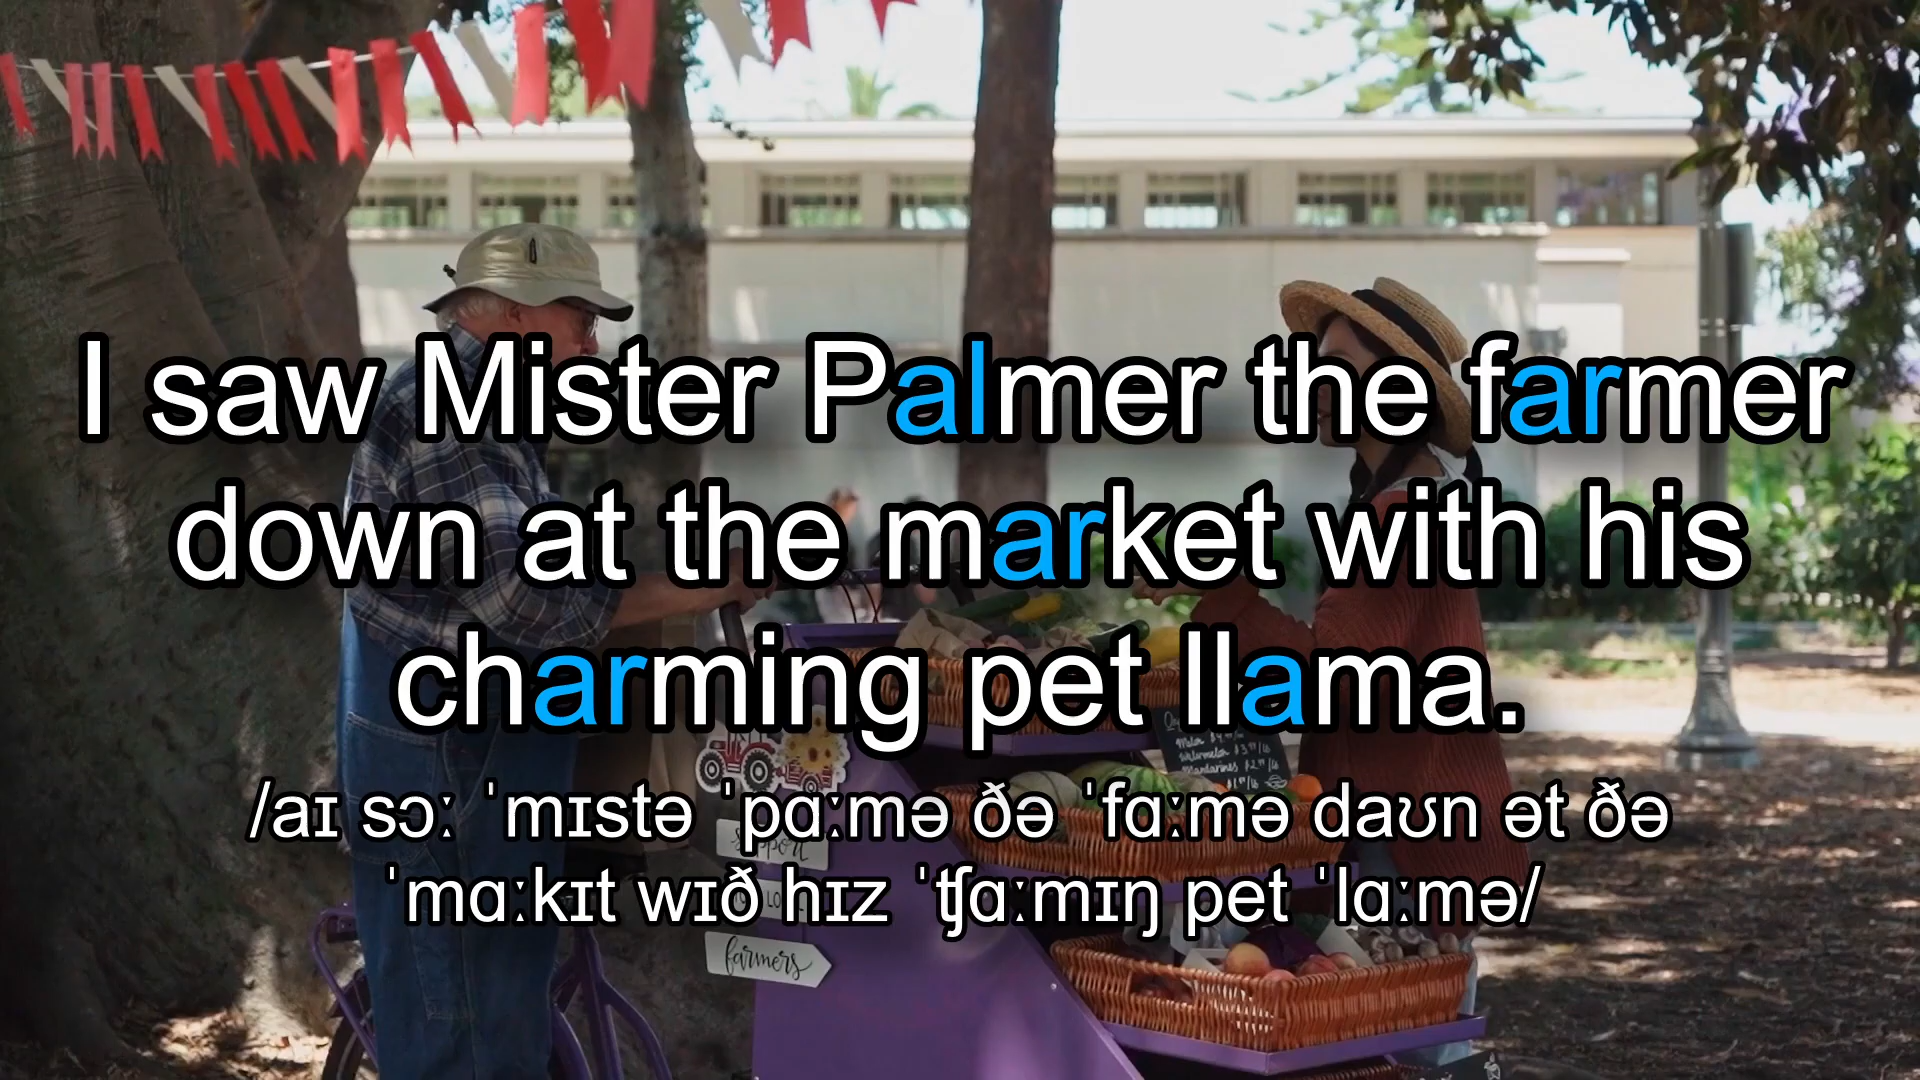 I saw Mister Palmer the farmer
down at the market with his
charming pet llama.
/aɪ sɔː ˈmɪstə ˈpɑːmə ðə ˈfɑːmə daʊn ət ðə
ˈmɑːkɪt wɪð hɪz ˈʧɑːmɪŋ pet ˈlɑːmə/
support
farmers